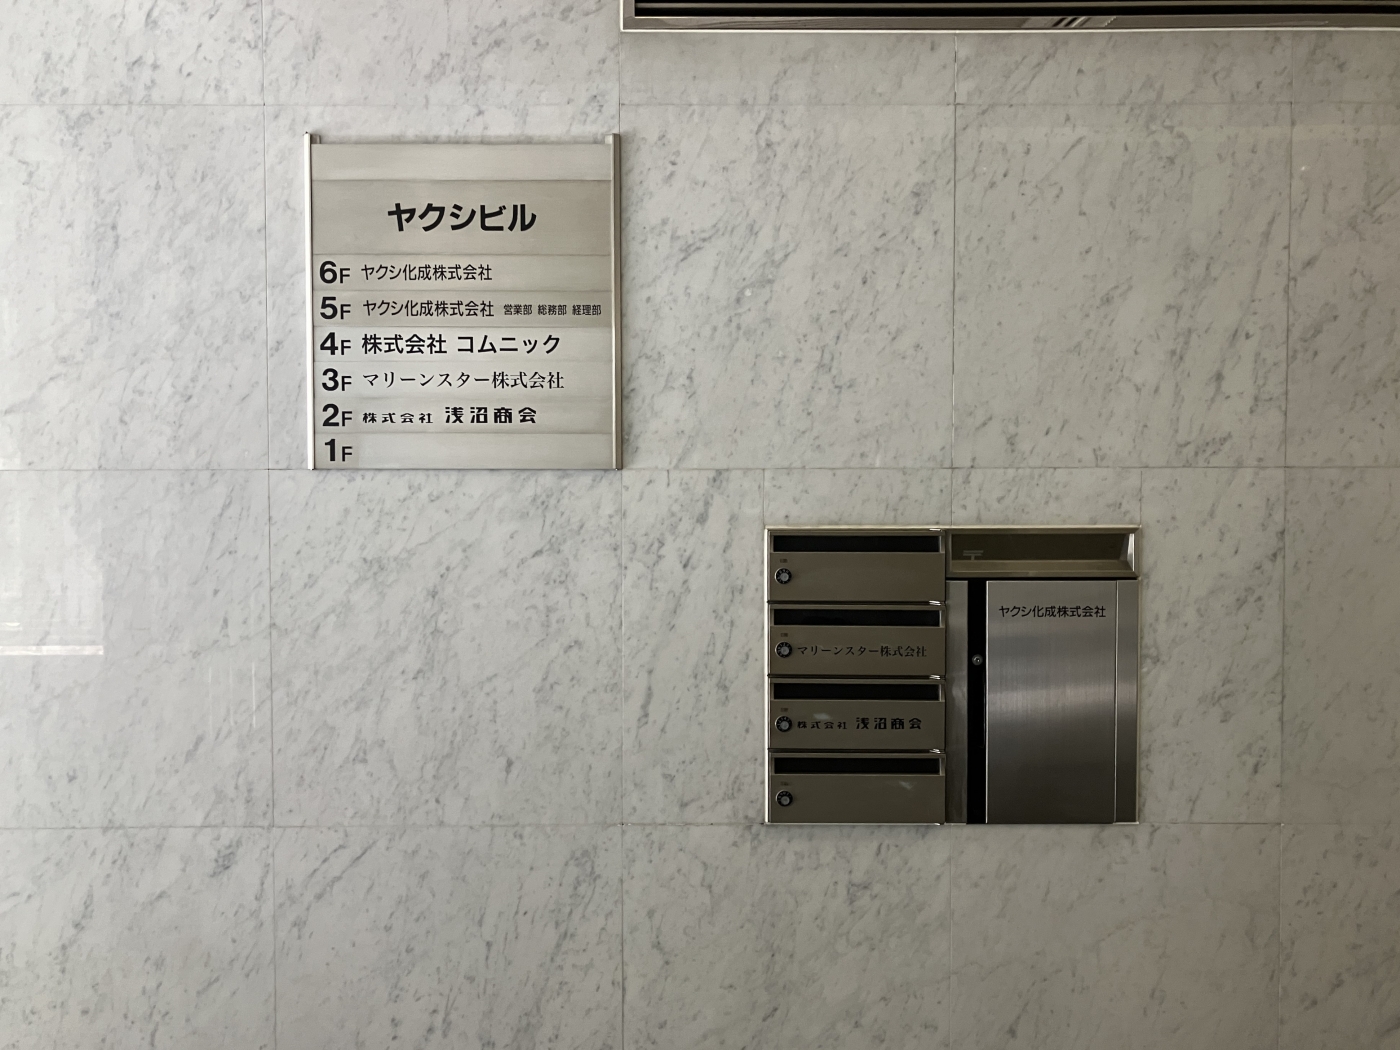 ヤクシビル
6F ヤクシ化成株式会社
5F ヤクシ化成株式会社 営業部 総務部 経理部
4F 株式会社 コムニック
3F マリーンスター株式会社
2F 株式会社 浅沼商会
1F
〒
ヤクシ化成株式会社
マリーンスター株式会社
株式会社 浅沼商会